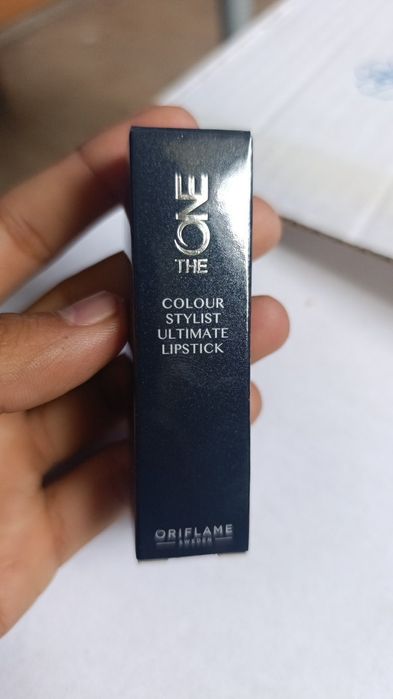 THE ONE
COLOUR
STYLIST
ULTIMATE
LIPSTICK
ORIFLAME
SWEDEN